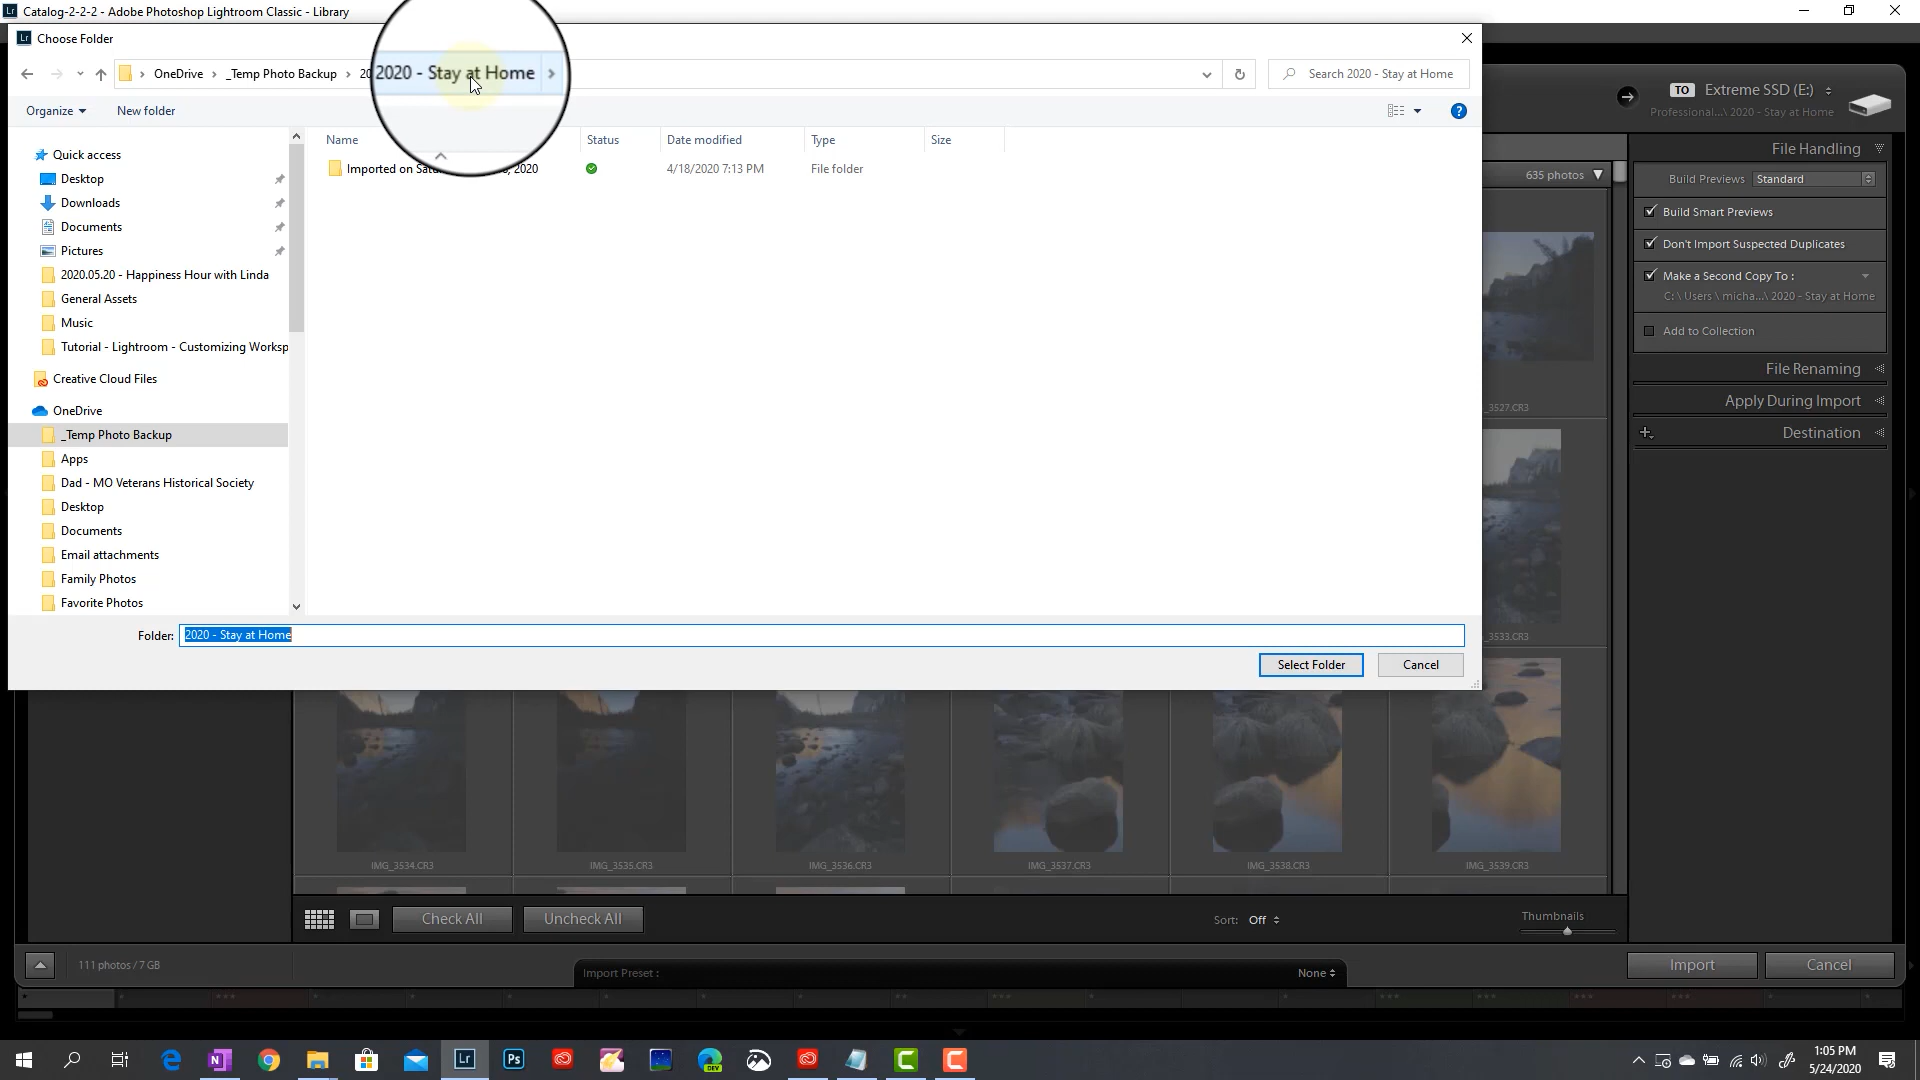 Catalog-2-2-2 - Adobe Photoshop Lightroom Classic - Library
Choose Folder
OneDrive
_Temp Photo Backup
2020 - Stay at Home
Search 2020 - Stay at Home
Organize
New folder
Name
Status
Date modified
Type
Size
Imported on
2020
4/18/2020 7:13 PM
File folder
Quick access
Desktop
Downloads
Documents
Pictures
2020.05.20 - Happiness Hour with Linda
General Assets
Music
Tutorial - Lightroom - Customizing Worksp
Creative Cloud Files
OneDrive
_Temp Photo Backup
Apps
Dad - MO Veterans Historical Society
Desktop
Documents
Email attachments
Family Photos
Favorite Photos
Folder:
2020 - Stay at Home
Select Folder
Cancel
TO
Extreme SSD (E:)
Professional...\ 2020 - Stay at Home
File Handling
635 photos
Build Previews
Standard
Build Smart Previews
Don't Import Suspected Duplicates
Make a Second Copy To :
C:\ Users \ micha...\ 2020 - Stay at Home
Add to Collection
File Renaming
Apply During Import
Destination
_3527.CR3
_3533.CR3
IMG_3534.CR3
IMG_3535.CR3
IMG_3536.CR3
IMG_3537.CR3
IMG_3538.CR3
IMG_3539.CR3
Check All
Uncheck All
Sort:
Off
Thumbnails
111 photos / 7 GB
Import Preset :
None
Import
Cancel
1:05 PM
5/24/2020